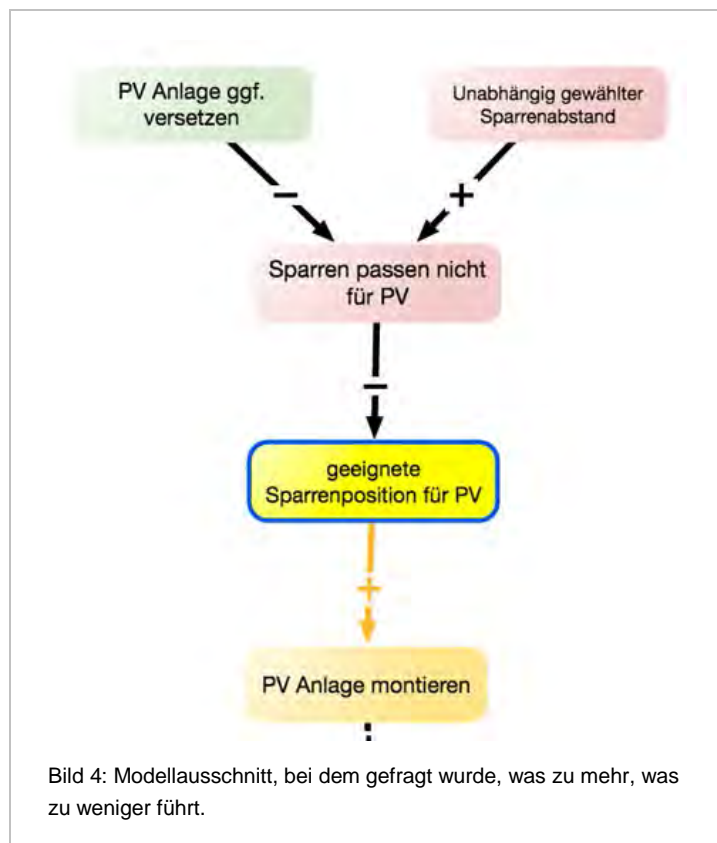 PV Anlage ggf.
versetzen
Unabhängig gewählter
Sparrenabstand
−
+
Sparren passen nicht
für PV
−
geeignete
Sparrenposition für PV
+
PV Anlage montieren
Bild 4: Modellausschnitt, bei dem gefragt wurde, was zu mehr, was
zu weniger führt.